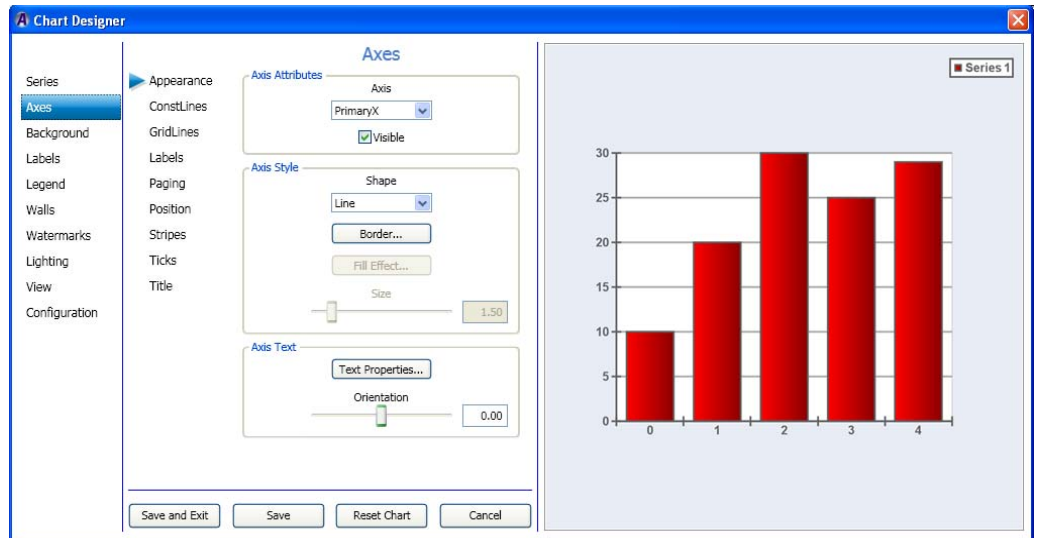 Chart Designer
Series
Axes
Background
Labels
Legend
Walls
Watermarks
Lighting
View
Configuration
Appearance
ConstLines
GridLines
Labels
Paging
Position
Stripes
Ticks
Title
Axes
Axis Attributes
Axis
PrimaryX
Visible
Axis Style
Shape
Line
Border...
Fill Effect...
Size
1.50
Axis Text
Text Properties...
Orientation
0.00
Save and Exit
Save
Reset Chart
Cancel
Series 1
30
25
20
15
10
5
0
0 1 2 3 4